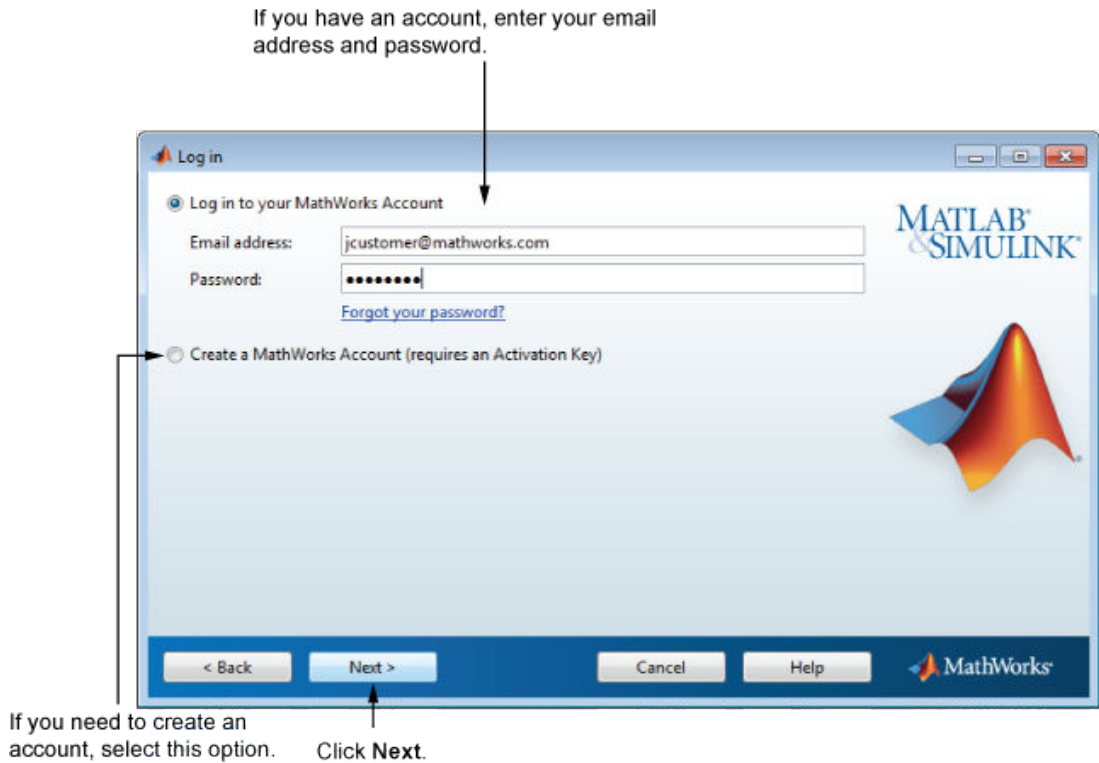 If you have an account, enter your email
address and password.
Log in
Log in to your MathWorks Account
Email address:
jcustomer@mathworks.com
Password:
••••••••
Forgot your password?
Create a MathWorks Account (requires an Activation Key)
MATLAB®
&SIMULINK®
< Back
Next >
Cancel
Help
MathWorks®
If you need to create an
account, select this option.
Click Next.